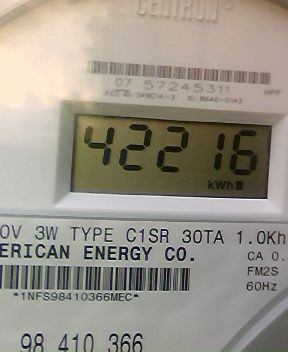 CENTRON
07 57245311
HPP
42216
kWh
0V 3W TYPE C1SR 30TA 1.0Kh
ERICAN ENERGY CO.
CA 0.
FM2S
*1NFS98410366MEC*
60Hz
98 410 366